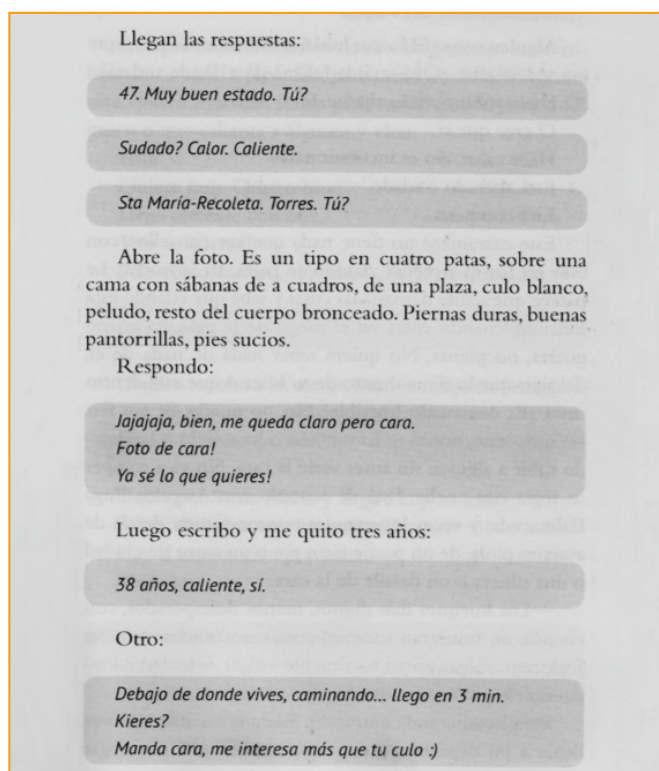 Llegan las respuestas:
47. Muy buen estado. Tú?
Sudado? Calor. Caliente.
Sta María-Recoleta. Torres. Tú?
Abre la foto. Es un tipo en cuatro patas, sobre una
cama con sábanas de a cuadros, de una plaza, culo blanco,
peludo, resto del cuerpo bronceado. Piernas duras, buenas
pantorrillas, pies sucios.
Respondo:
Jajajaja, bien, me queda claro pero cara.
Foto de cara!
Ya sé lo que quieres!
Luego escribo y me quito tres años:
38 años, caliente, sí.
Otro:
Debajo de donde vives, caminando... llego en 3 min.
Kieres?
Manda cara, me interesa más que tu culo :)